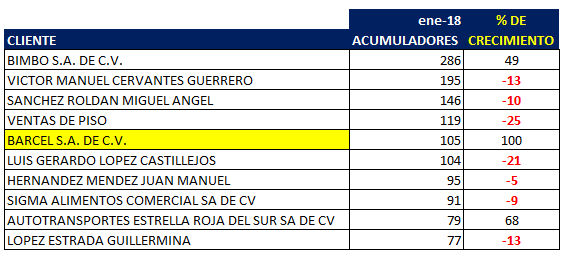 ene-18 % DE
CLIENTE ACUMULADORES CRECIMIENTO
BIMBO S.A. DE C.V. 286 49
VICTOR MANUEL CERVANTES GUERRERO 195 -13
SANCHEZ ROLDAN MIGUEL ANGEL 146 -10
VENTAS DE PISO 119 -25
BARCEL S.A. DE C.V. 105 100
LUIS GERARDO LOPEZ CASTILLEJOS 104 -21
HERNANDEZ MENDEZ JUAN MANUEL 95 -5
SIGMA ALIMENTOS COMERCIAL SA DE CV 91 -9
AUTOTRANSPORTES ESTRELLA ROJA DEL SUR SA DE CV 79 68
LOPEZ ESTRADA GUILLERMINA 77 -13